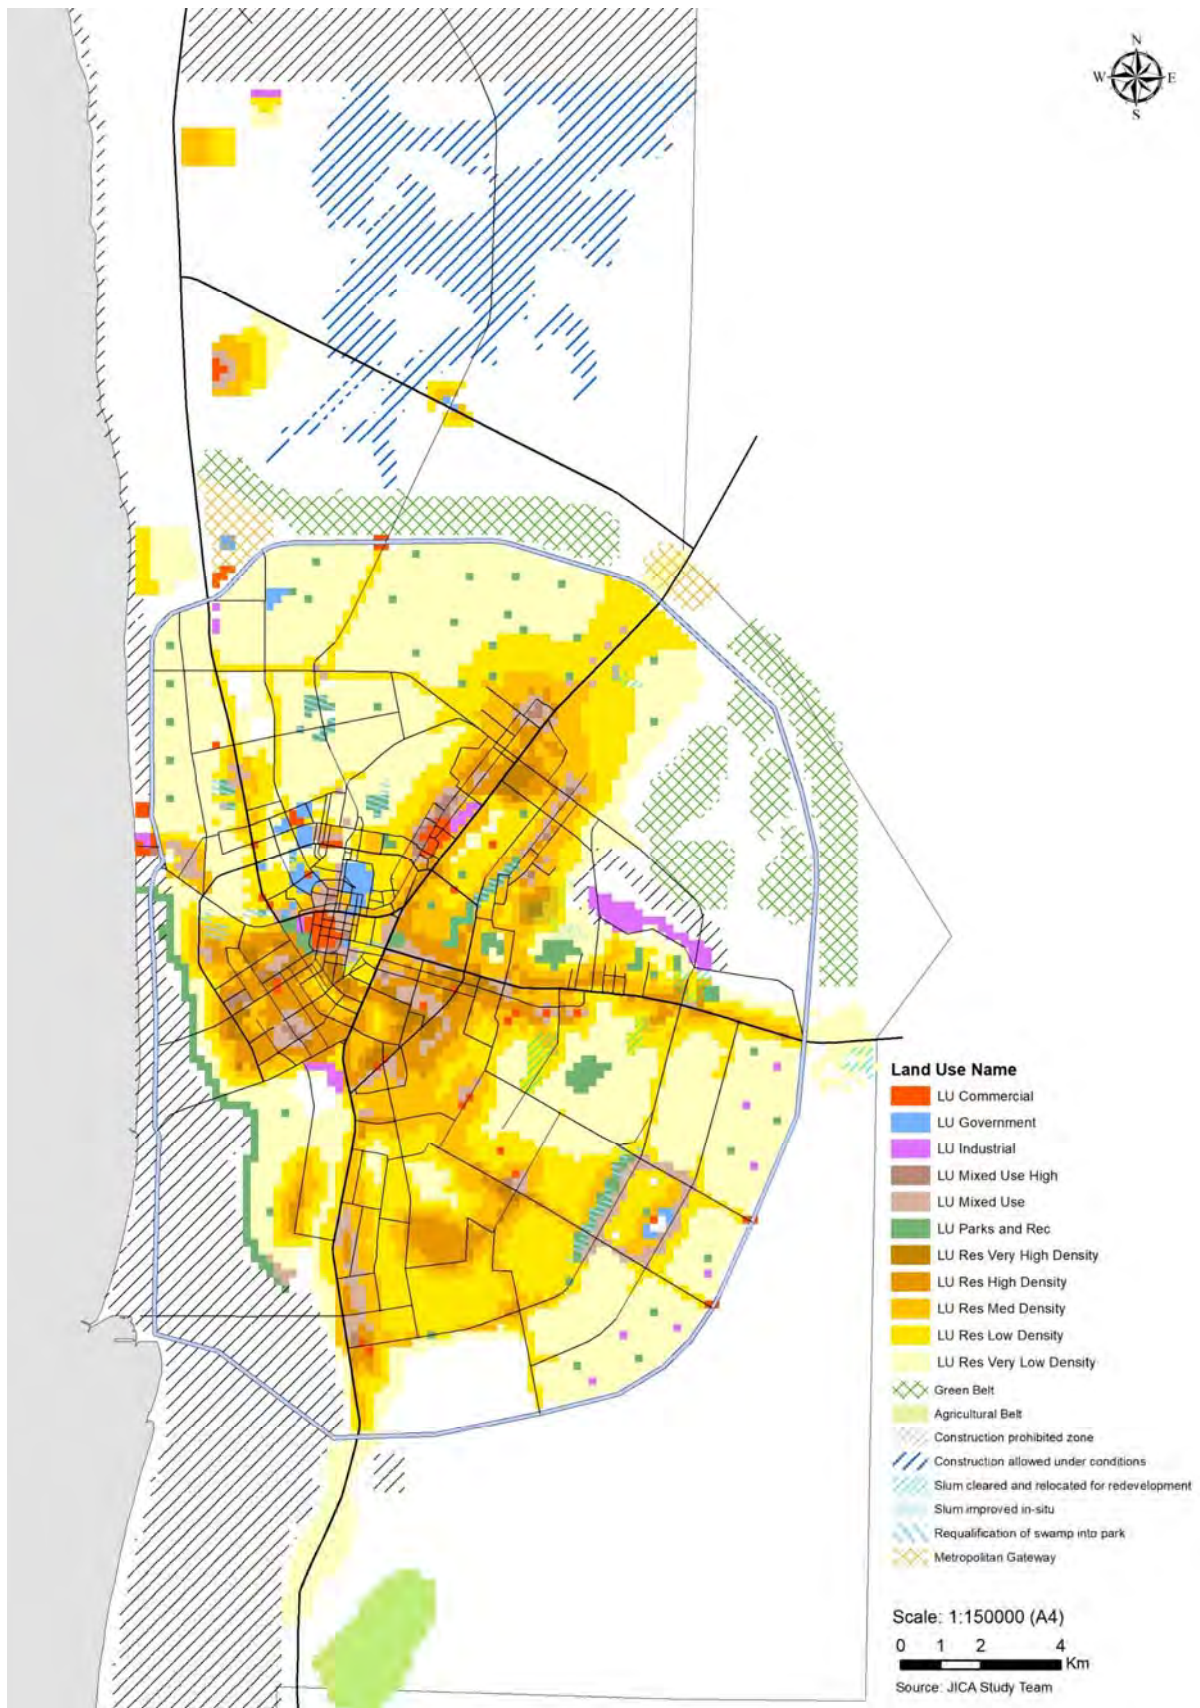 N
W E
S
Land Use Name
LU Commercial
LU Government
LU Industrial
LU Mixed Use High
LU Mixed Use
LU Parks and Rec
LU Res Very High Density
LU Res High Density
LU Res Med Density
LU Res Low Density
LU Res Very Low Density
Green Belt
Agricultural Belt
Construction prohibited zone
Construction allowed under conditions
Slum cleared and relocated for redevelopment
Slum improved in-situ
Requalification of swamp into park
Metropolitan Gateway
Scale: 1:150000 (A4)
0 1 2 4
Km
Source: JICA Study Team